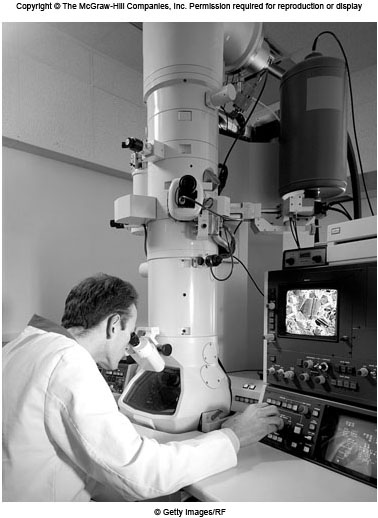 Copyright © The McGraw-Hill Companies, Inc. Permission required for reproduction or display
© Getty Images/RF